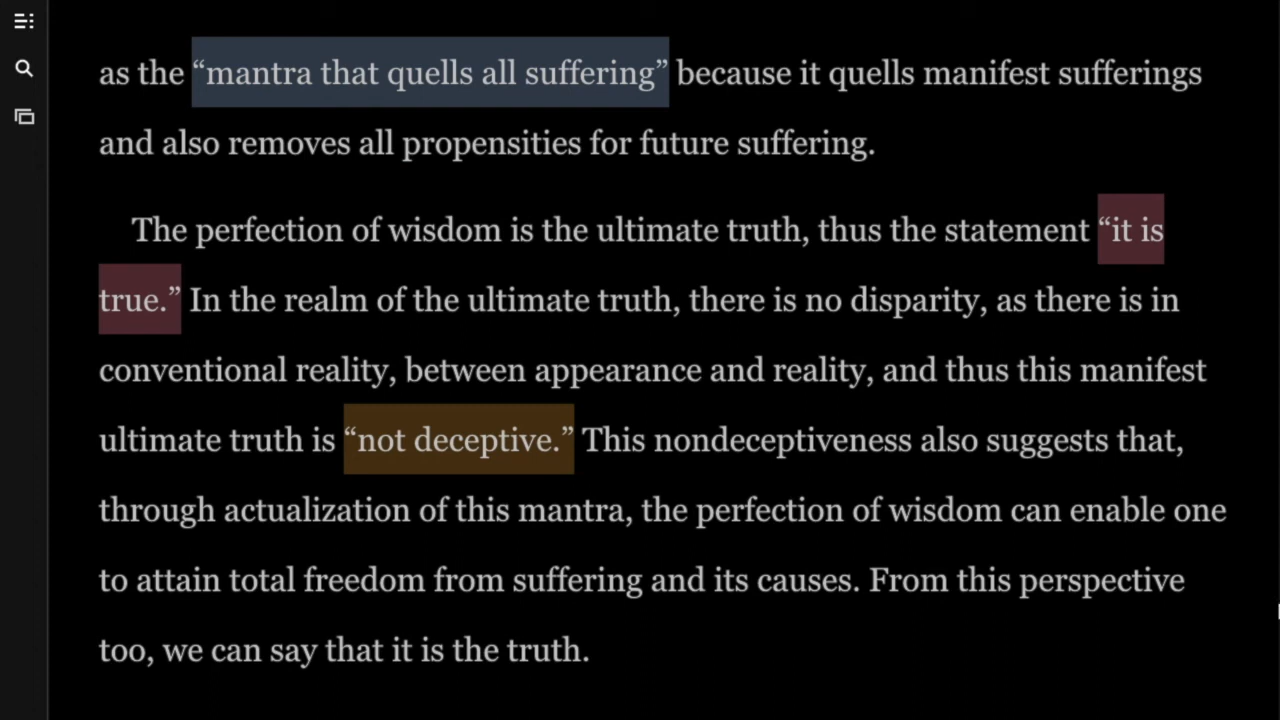 as the “mantra that quells all suffering” because it quells manifest sufferings
and also removes all propensities for future suffering.
The perfection of wisdom is the ultimate truth, thus the statement “it is
true.” In the realm of the ultimate truth, there is no disparity, as there is in
conventional reality, between appearance and reality, and thus this manifest
ultimate truth is “not deceptive.” This nondeceptiveness also suggests that,
through actualization of this mantra, the perfection of wisdom can enable one
to attain total freedom from suffering and its causes. From this perspective
too, we can say that it is the truth.